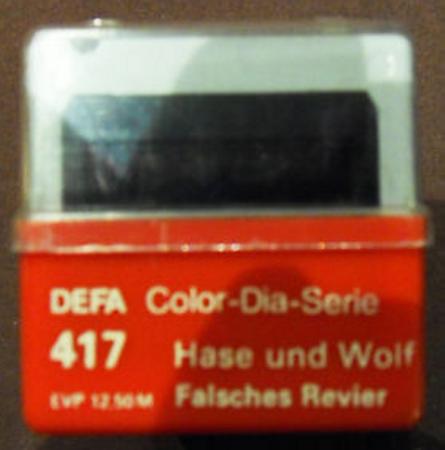 DEFA Color-Dia-Serie
417 Hase und Wolf
EVP 12,50 M Falsches Revier